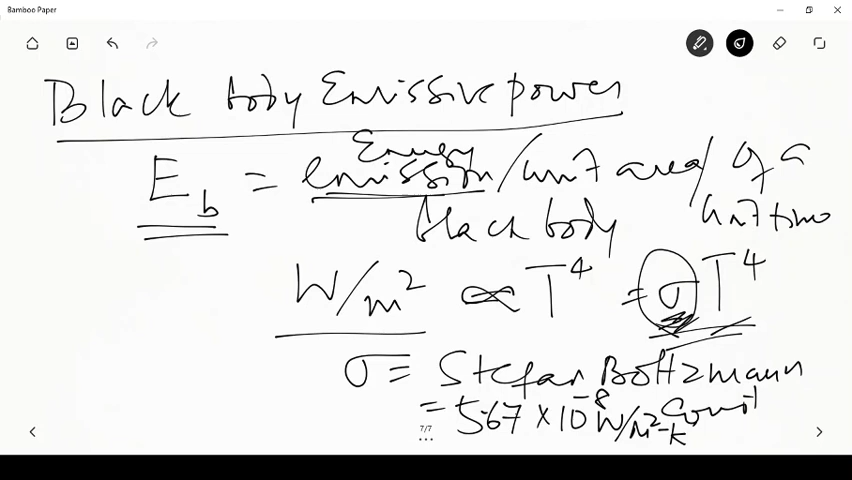 Bamboo Paper
Black body Emissive power
Energy
E_b = emission/unit area/ of a
black body unit time
W/m² ∝ T⁴ = σT⁴
σ = Stefan Boltzmann
= 5.67 × 10⁻⁸ W/m²-k Const
7/7